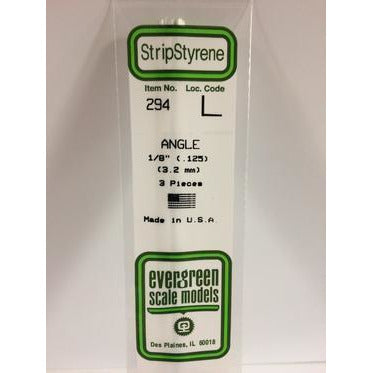 StripStyrene
Item No. Loc. Code
294 L
ANGLE
1/8" (.125)
(3.2 mm)
3 Pieces
Made in U.S.A.
evergreen
scale models
Des Plaines, IL 60018